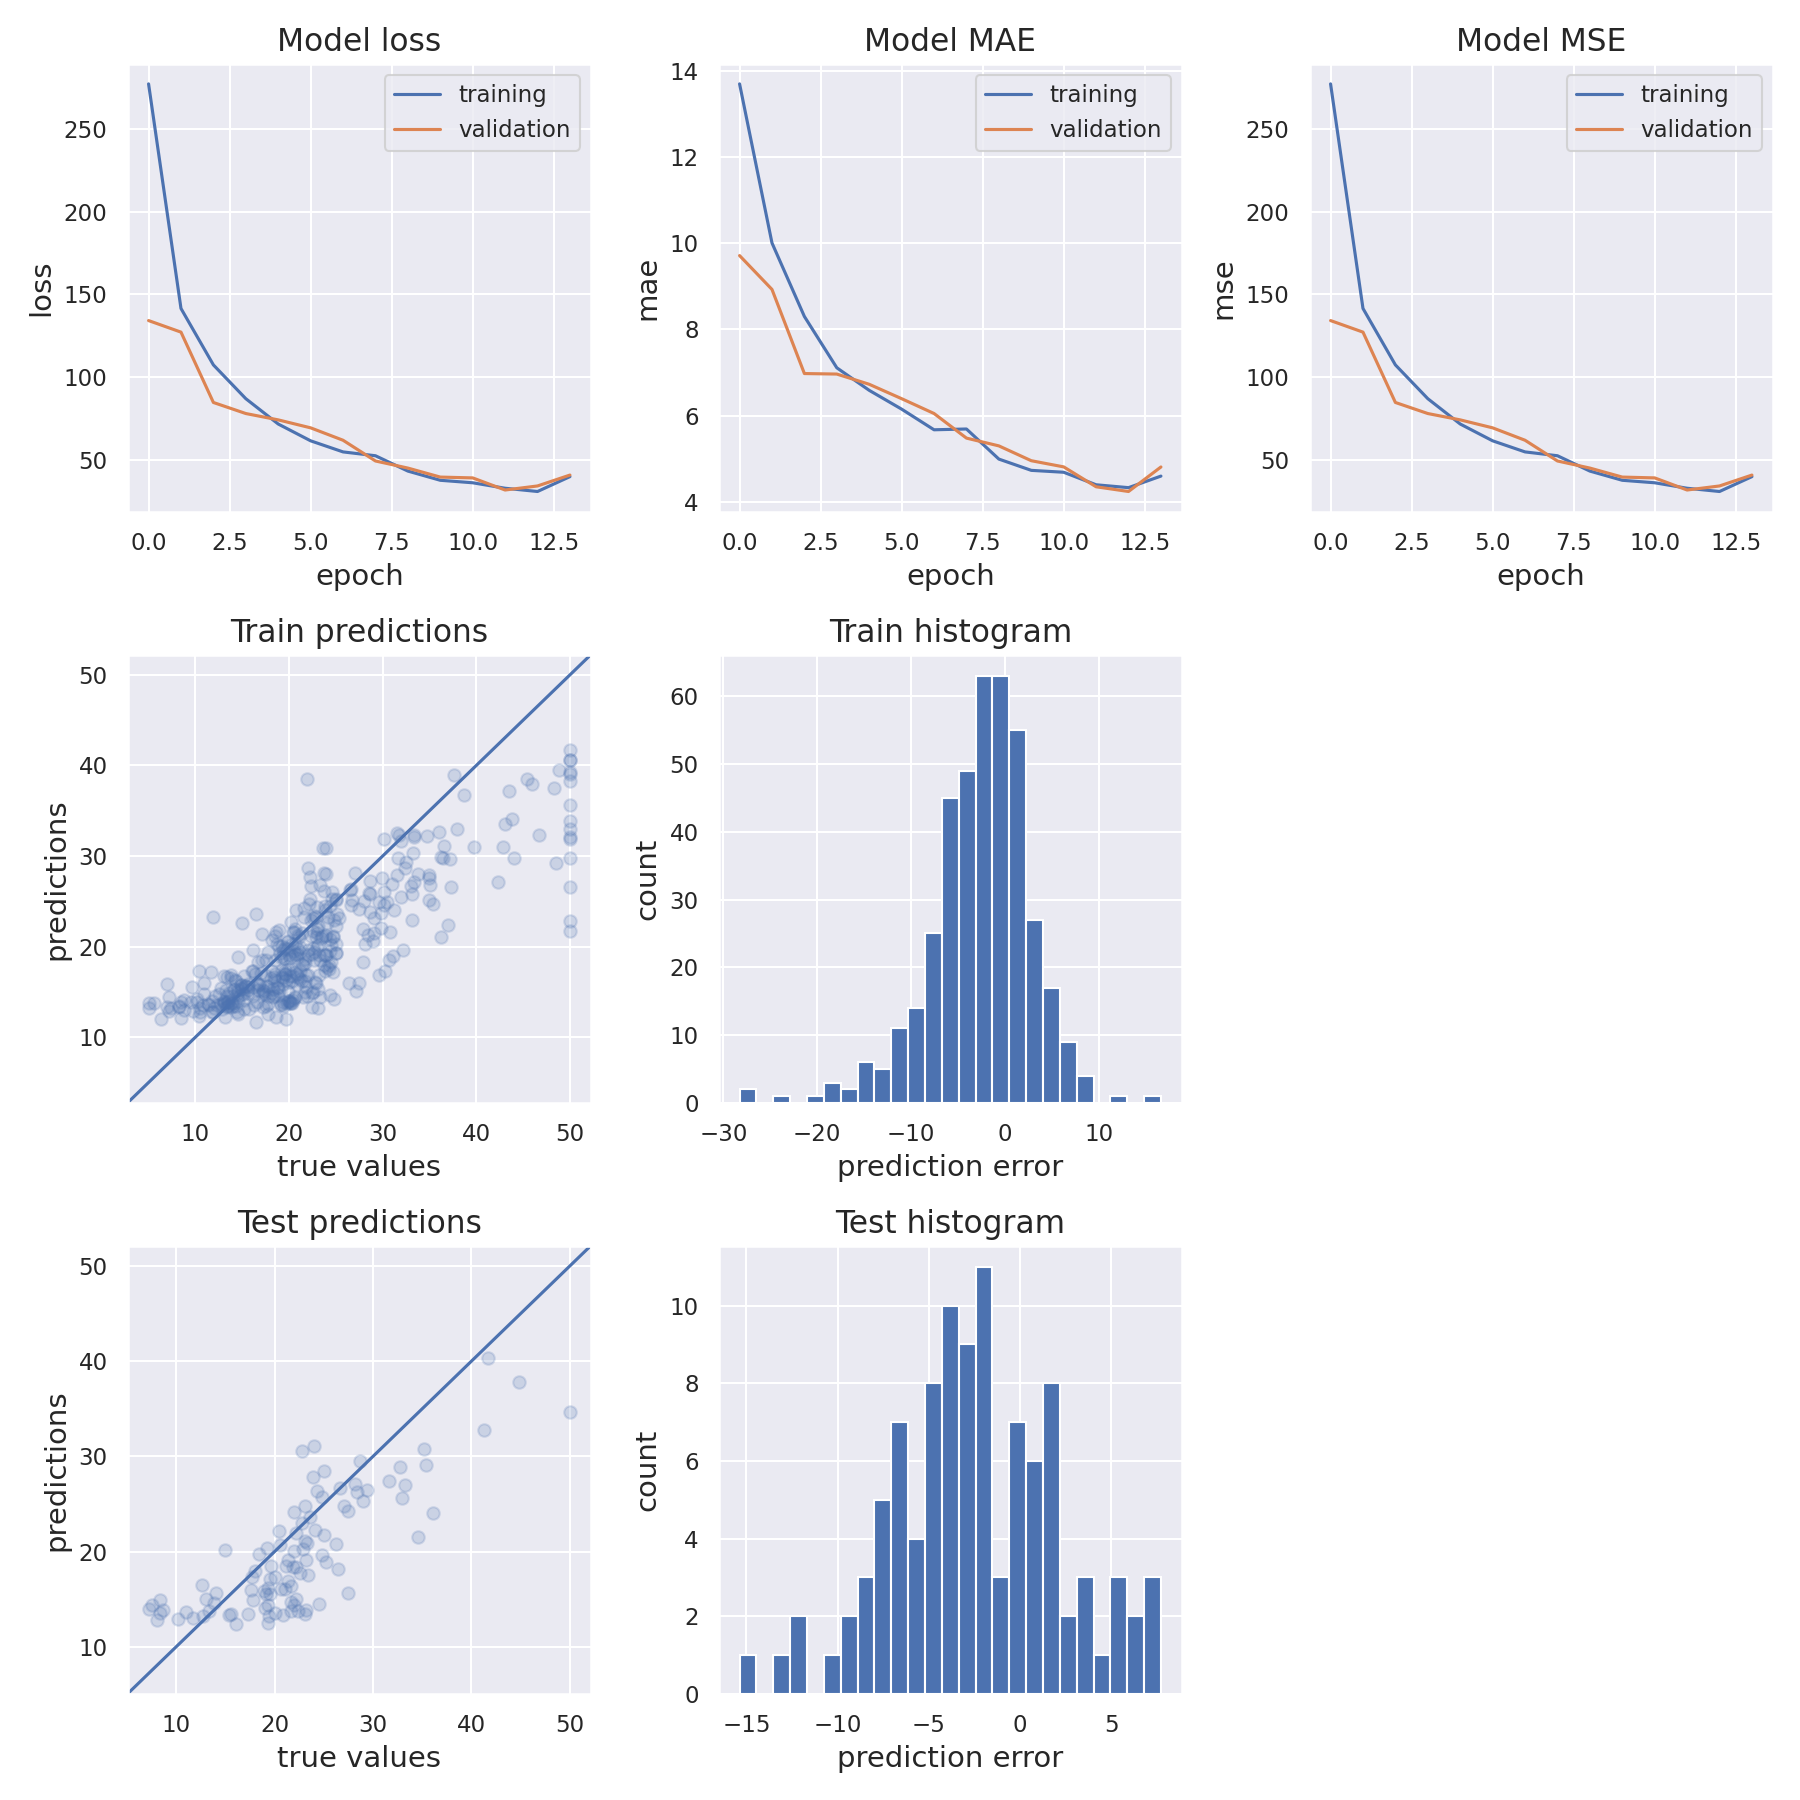 Model loss
loss
250
200
150
100
50
0.0 2.5 5.0 7.5 10.0 12.5
epoch
training
validation
Model MAE
mae
14
12
10
8
6
4
0.0 2.5 5.0 7.5 10.0 12.5
epoch
training
validation
Model MSE
mse
250
200
150
100
50
0.0 2.5 5.0 7.5 10.0 12.5
epoch
training
validation
Train predictions
predictions
50
40
30
20
10
10 20 30 40 50
true values
Train histogram
count
60
50
40
30
20
10
0
−30 −20 −10 0 10
prediction error
Test predictions
predictions
50
40
30
20
10
10 20 30 40 50
true values
Test histogram
count
10
8
6
4
2
0
−15 −10 −5 0 5
prediction error